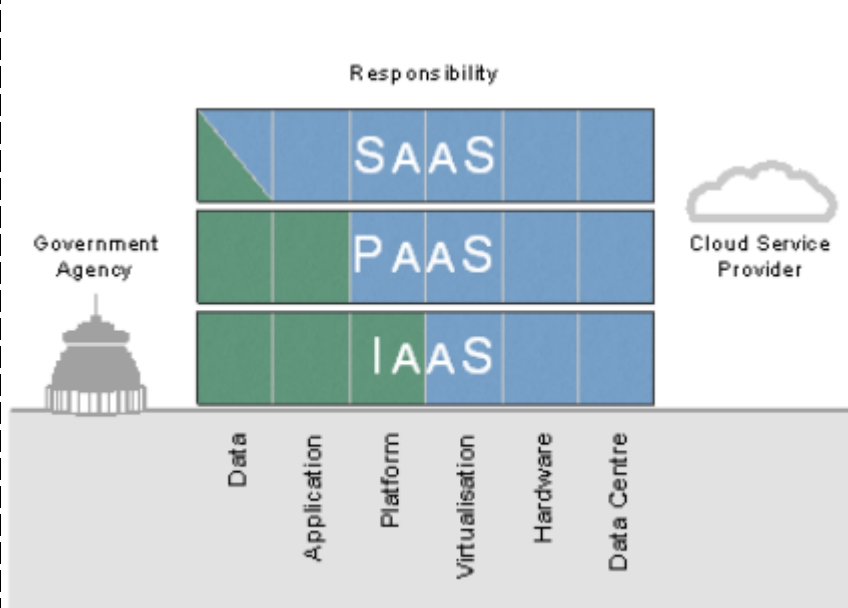 Responsibility
SAAS
Government
Agency
PAAS
Cloud Service
Provider
IAAS
Data
Application
Platform
Virtualisation
Hardware
Data Centre